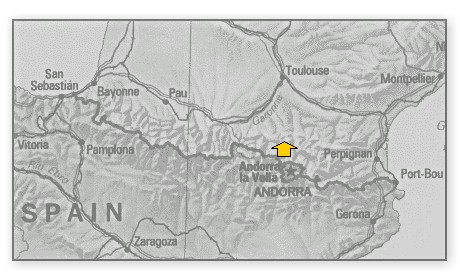 San
Sebastián
Bayonne
Pau
Toulouse
Montpellier
Garonne
Vitoria
Pamplona
Perpignan
Rio Ebro
Andorra
la Vella
Port-Bou
ANDORRA
SPAIN
Gerona
Zaragoza